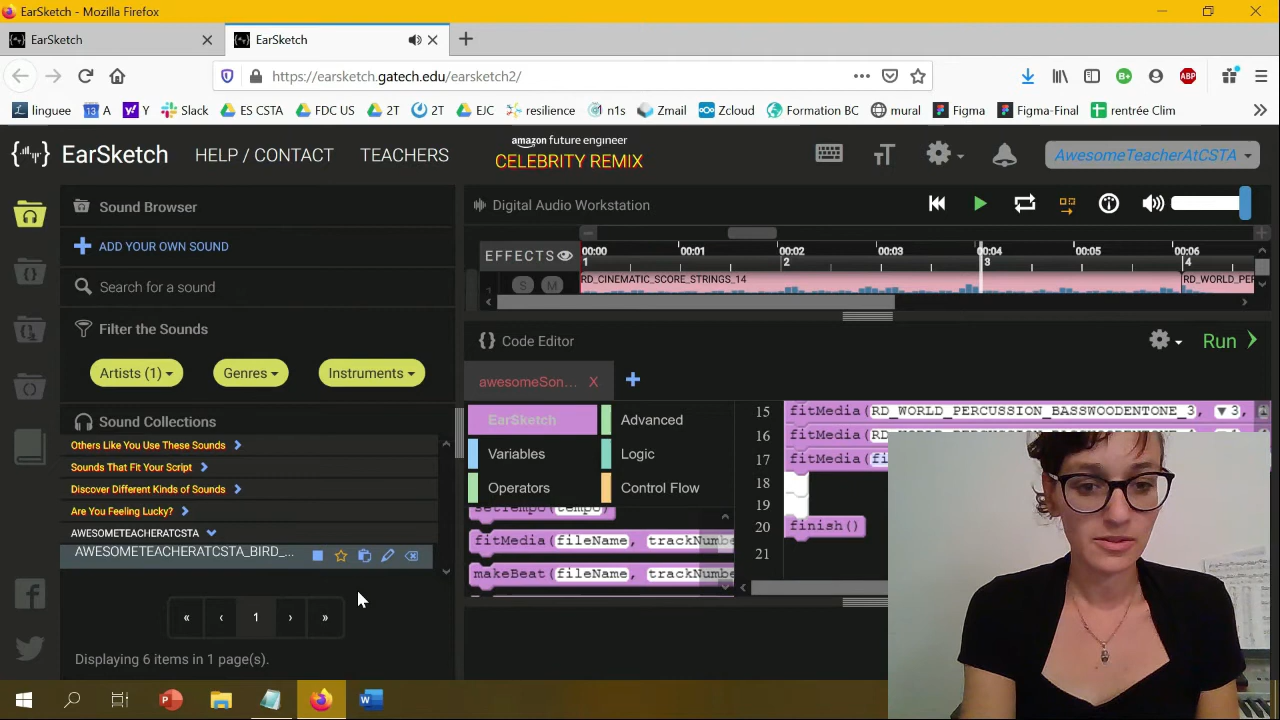 EarSketch - Mozilla Firefox
EarSketch
EarSketch
https://earsketch.gatech.edu/earsketch2/
linguee
13 A
Y
Slack
ES CSTA
FDC US
2T
2T
EJC
resilience
n1s
Zmail
Zcloud
Formation BC
mural
Figma
Figma-Final
rentrée Clim
EarSketch
HELP / CONTACT
TEACHERS
amazon future engineer
CELEBRITY REMIX
AwesomeTeacherAtCSTA
Sound Browser
ADD YOUR OWN SOUND
Search for a sound
Filter the Sounds
Artists (1)
Genres
Instruments
Sound Collections
Others Like You Use These Sounds
Sounds That Fit Your Script
Discover Different Kinds of Sounds
Are You Feeling Lucky?
AWESOMETEACHERATCSTA
AWESOMETEACHERATCSTA_BIRD_...
« ‹ 1 › »
Displaying 6 items in 1 page(s).
Digital Audio Workstation
EFFECTS
00:00 00:01 00:02 00:03 00:04 00:05 00:06
1 2 3 4
S M
RD_CINEMATIC_SCORE_STRINGS_14
RD_WORLD_PER
Code Editor
Run
awesomeSon... X
EarSketch
Advanced
Variables
Logic
Operators
Control Flow
setTempo(tempo)
fitMedia(fileName, trackNumbe
makeBeat(fileName, trackNumbe
15 fitMedia(RD_WORLD_PERCUSSION_BASSWOODENTONE_3, 3,
16 fitMedia(RD
17 fitMedia(fi
18
19
20 finish()
21